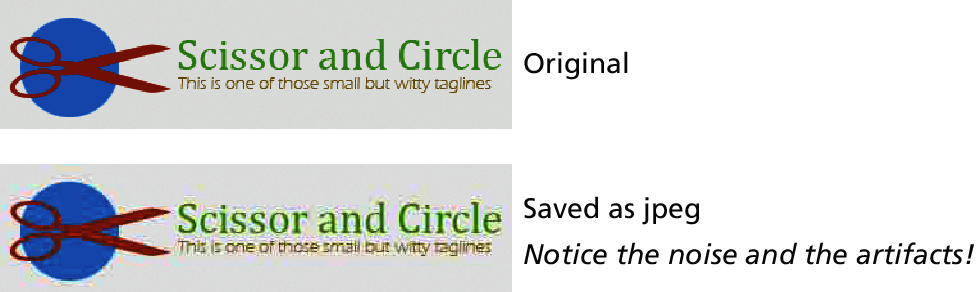 Scissor and Circle
This is one of those small but witty taglines
Original
Scissor and Circle
This is one of those small but witty taglines
Saved as jpeg
Notice the noise and the artifacts!